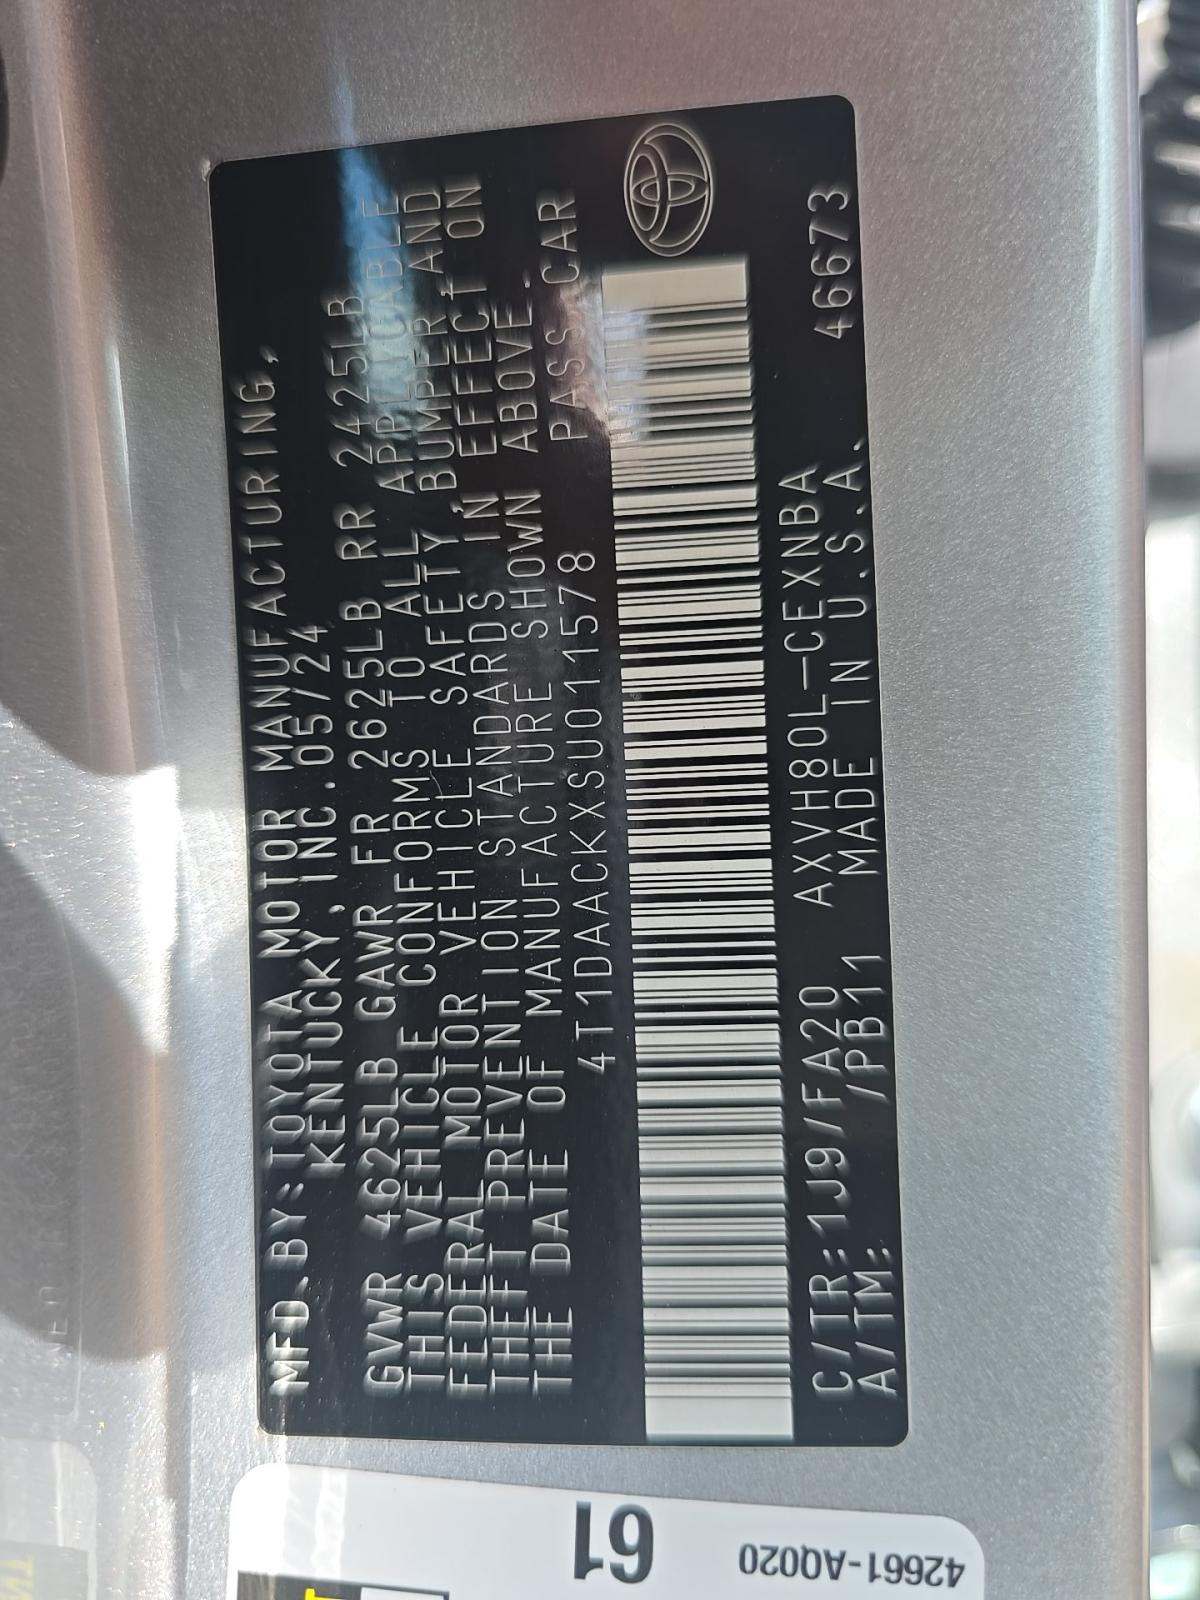 MFD.BY:TOYOTA MOTOR MANUFACTURING,
KENTUCKY, INC. 05/24
GVWR 4625LB GAWR FR 2625LB RR 2425LB
THIS VEHICLE CONFORMS TO ALL APPLICABLE
FEDERAL MOTOR VEHICLE SAFETY, BUMPER AND
THEFT PREVENTION STANDARDS IN EFFECT ON
THE DATE OF MANUFACTURE SHOWN ABOVE.
4T1DAACKXSU011578 PASS CAR
C/TR:1J9/FA20 AXVH80L-CEXNBA 46673
A/TM: /PB11 MADE IN U.S.A.
61
42661-AQ020